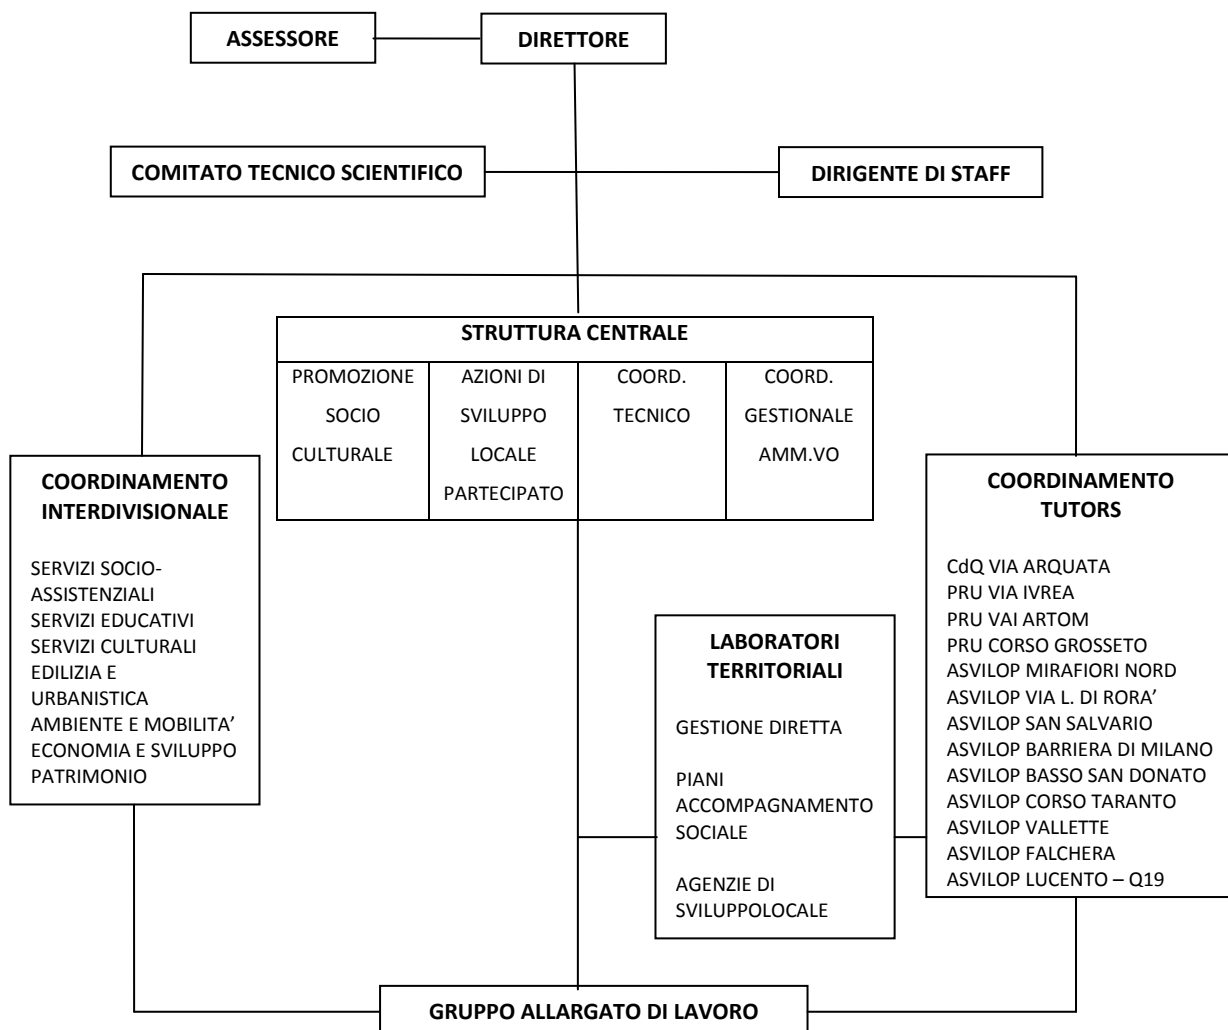 ASSESSORE
DIRETTORE
COMITATO TECNICO SCIENTIFICO
DIRIGENTE DI STAFF
STRUTTURA CENTRALE
PROMOZIONE
SOCIO
CULTURALE
AZIONI DI
SVILUPPO
LOCALE
PARTECIPATO
COORD.
TECNICO
COORD.
GESTIONALE
AMM.VO
COORDINAMENTO
INTERDIVISIONALE
SERVIZI SOCIO-
ASSISTENZIALI
SERVIZI EDUCATIVI
SERVIZI CULTURALI
EDILIZIA E
URBANISTICA
AMBIENTE E MOBILITA’
ECONOMIA E SVILUPPO
PATRIMONIO
LABORATORI
TERRITORIALI
GESTIONE DIRETTA
PIANI
ACCOMPAGNAMENTO
SOCIALE
AGENZIE DI
SVILUPPOLOCALE
COORDINAMENTO
TUTORS
CdQ VIA ARQUATA
PRU VIA IVREA
PRU VAI ARTOM
PRU CORSO GROSSETO
ASVILOP MIRAFIORI NORD
ASVILOP VIA L. DI RORA’
ASVILOP SAN SALVARIO
ASVILOP BARRIERA DI MILANO
ASVILOP BASSO SAN DONATO
ASVILOP CORSO TARANTO
ASVILOP VALLETTE
ASVILOP FALCHERA
ASVILOP LUCENTO – Q19
GRUPPO ALLARGATO DI LAVORO